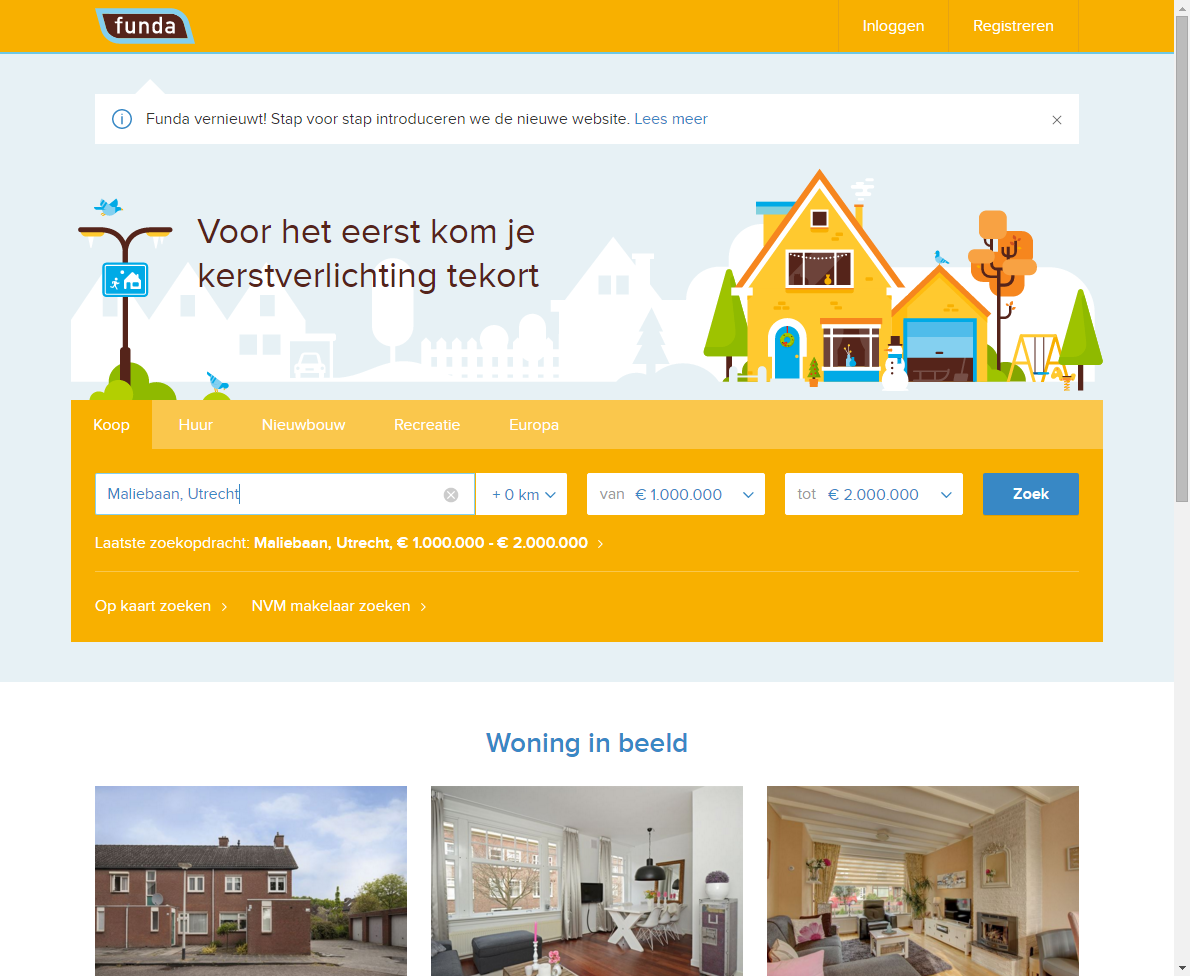 funda
Inloggen
Registreren
Funda vernieuwt! Stap voor stap introduceren we de nieuwe website. Lees meer
Voor het eerst kom je
kerstverlichting tekort
Koop
Huur
Nieuwbouw
Recreatie
Europa
Maliebaan, Utrecht
+ 0 km
van € 1.000.000
tot € 2.000.000
Zoek
Laatste zoekopdracht: Maliebaan, Utrecht, € 1.000.000 - € 2.000.000
Op kaart zoeken
NVM makelaar zoeken
Woning in beeld